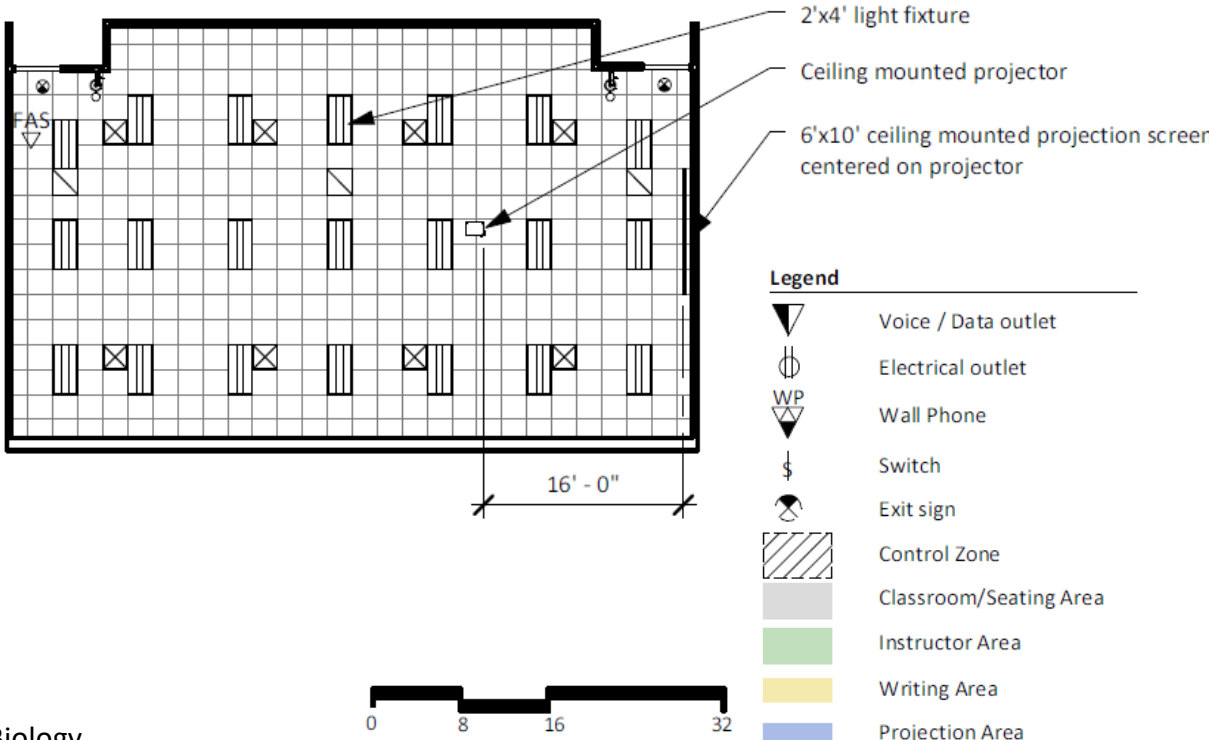 2'x4' light fixture
Ceiling mounted projector
6'x10' ceiling mounted projection screen
centered on projector
FAS
16' - 0"
Legend
Voice / Data outlet
Electrical outlet
WP
Wall Phone
$
Switch
Exit sign
Control Zone
Classroom/Seating Area
Instructor Area
Writing Area
Projection Area
0 8 16 32
Biology